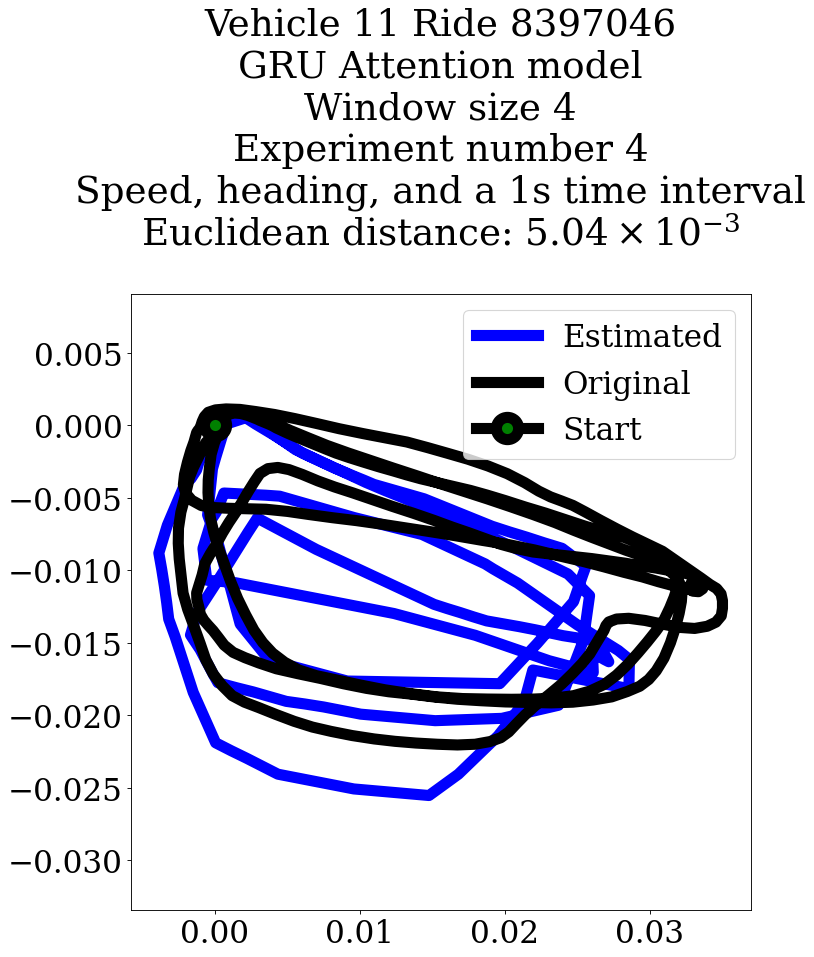 Vehicle 11 Ride 8397046
GRU Attention model
Window size 4
Experiment number 4
Speed, heading, and a 1s time interval
Euclidean distance: 5.04 × 10⁻³
Estimated
Original
Start
0.005
0.000
−0.005
−0.010
−0.015
−0.020
−0.025
−0.030
0.00 0.01 0.02 0.03